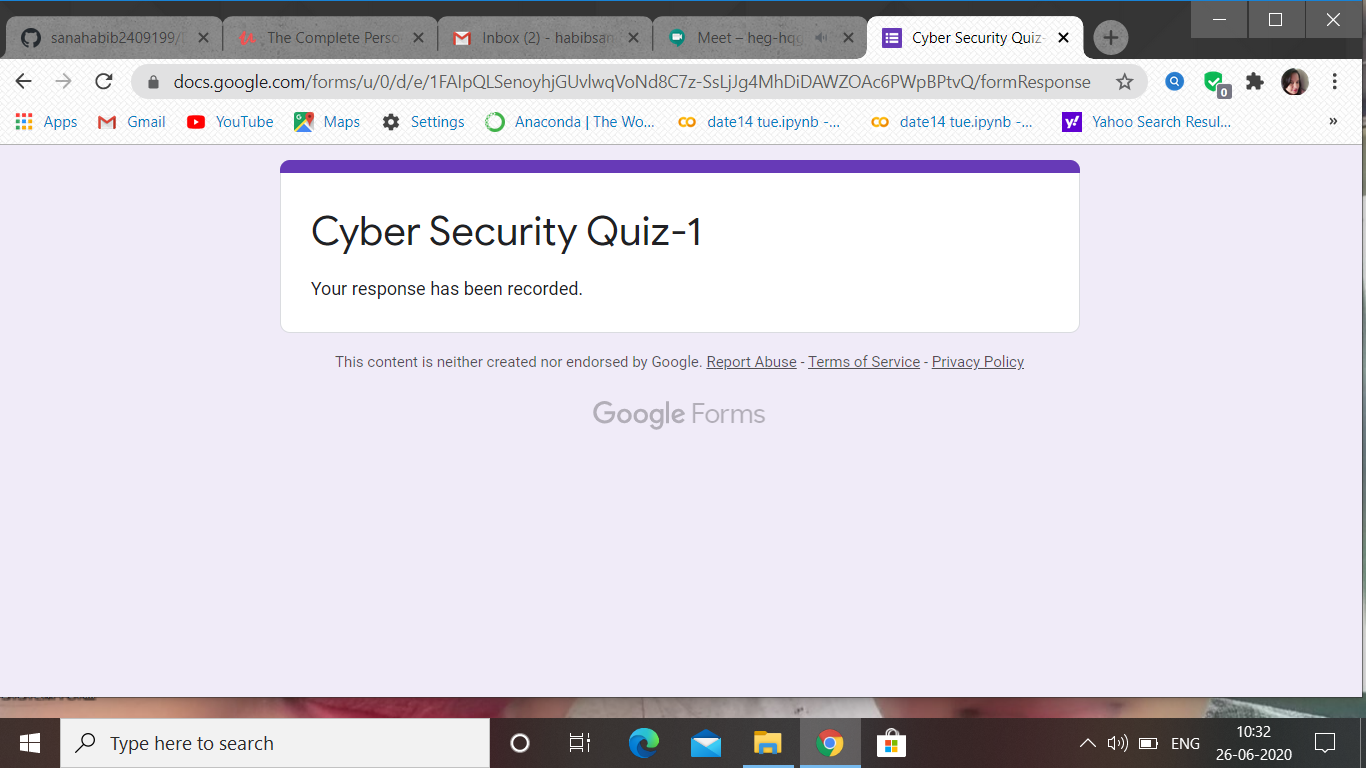 sanahabib2409199/
The Complete Perso
Inbox (2) - habibsan
Meet – heg-hqg
Cyber Security Quiz-
docs.google.com/forms/u/0/d/e/1FAIpQLSenoyhjGUvlwqVoNd8C7z-SsLjJg4MhDiDAWZOAc6PWpBPtvQ/formResponse
0
Apps
Gmail
YouTube
Maps
Settings
Anaconda | The Wo...
date14 tue.ipynb -...
date14 tue.ipynb -...
Yahoo Search Resul...
»
Cyber Security Quiz-1
Your response has been recorded.
This content is neither created nor endorsed by Google. Report Abuse - Terms of Service - Privacy Policy
Google Forms
Type here to search
ENG
10:32
26-06-2020